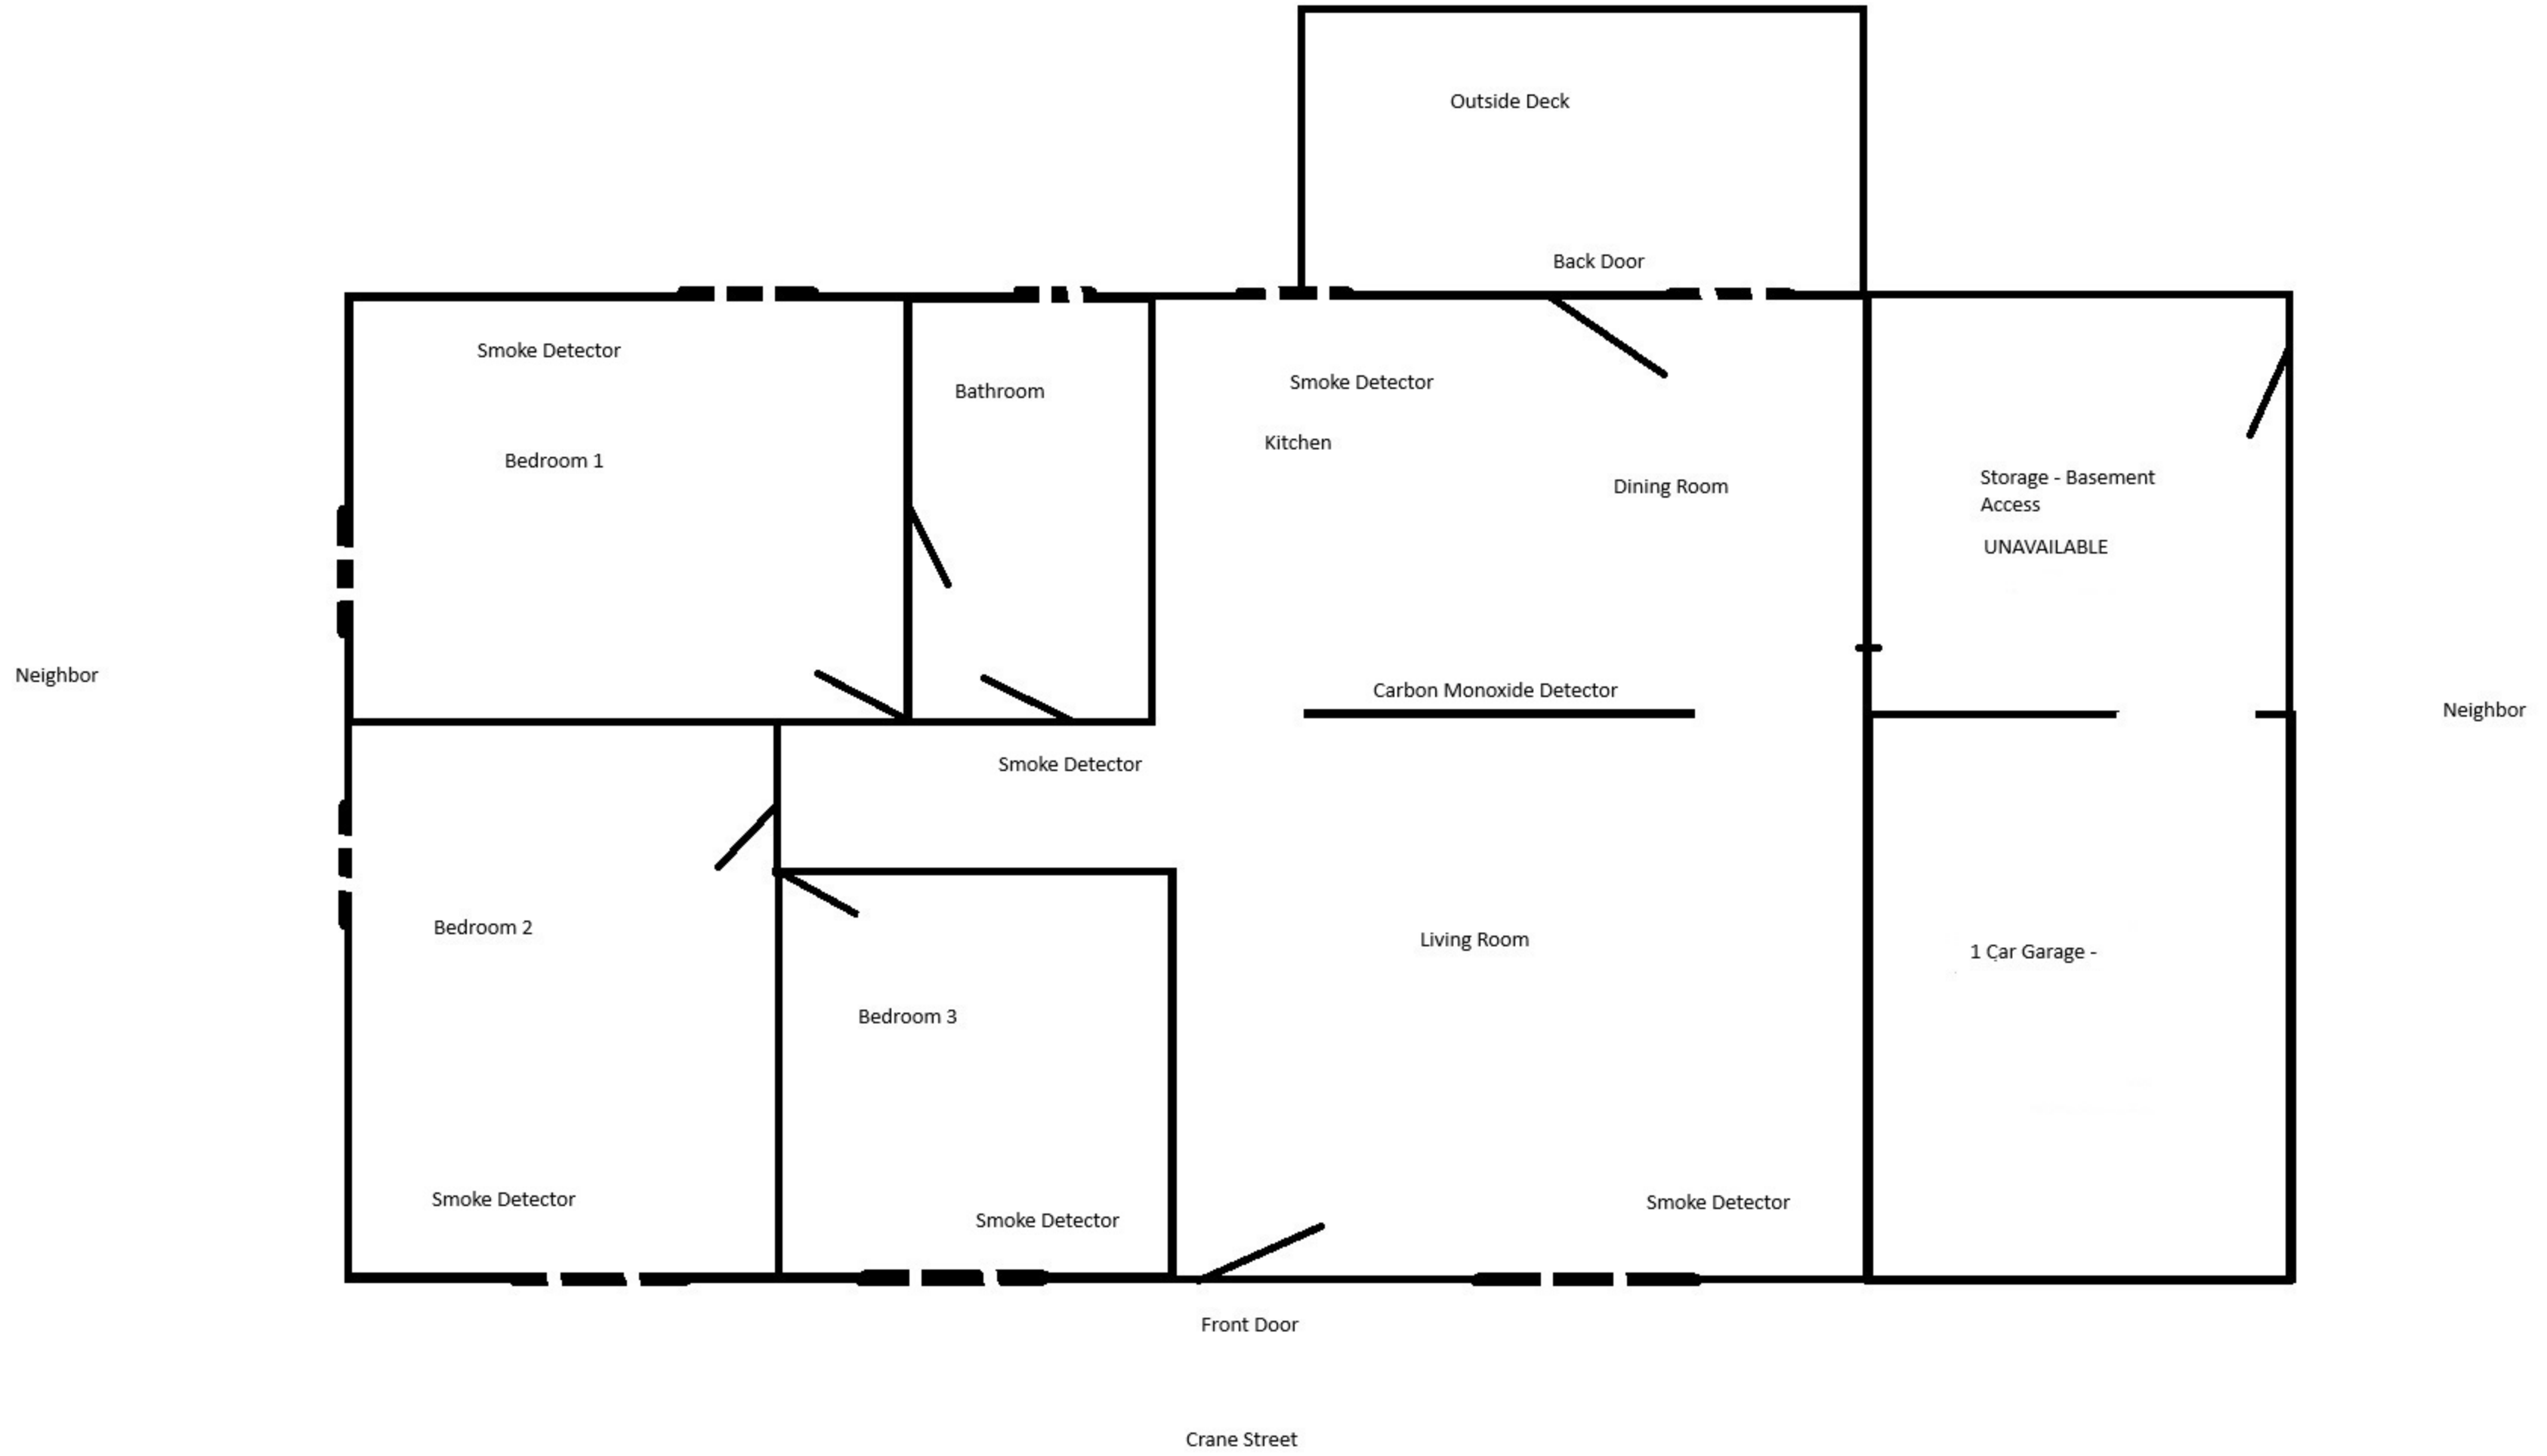 Outside Deck
Back Door
Smoke Detector
Bathroom
Smoke Detector
Kitchen
Bedroom 1
Dining Room
Storage - Basement
Access
UNAVAILABLE
Neighbor
Carbon Monoxide Detector
Neighbor
Smoke Detector
Bedroom 2
Living Room
1 Car Garage -
Bedroom 3
Smoke Detector
Smoke Detector
Smoke Detector
Front Door
Crane Street